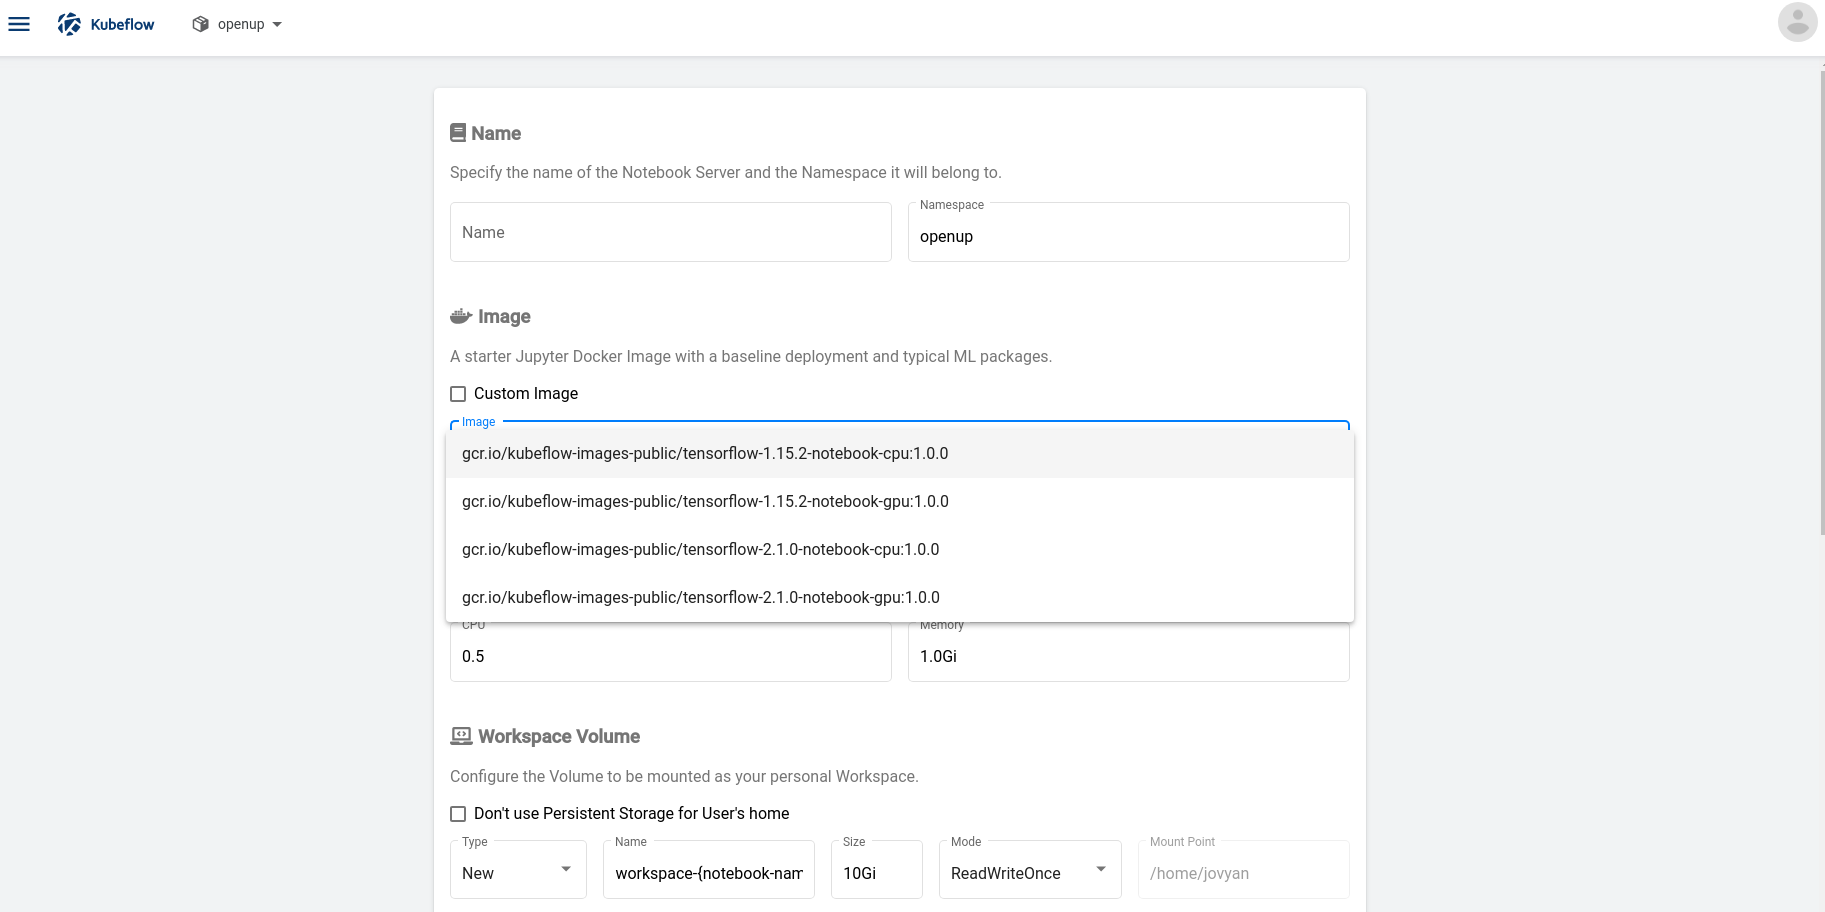 Kubeflow openup
Name
Specify the name of the Notebook Server and the Namespace it will belong to.
Name
Namespace
openup
Image
A starter Jupyter Docker Image with a baseline deployment and typical ML packages.
Custom Image
Image
gcr.io/kubeflow-images-public/tensorflow-1.15.2-notebook-cpu:1.0.0
gcr.io/kubeflow-images-public/tensorflow-1.15.2-notebook-gpu:1.0.0
gcr.io/kubeflow-images-public/tensorflow-2.1.0-notebook-cpu:1.0.0
gcr.io/kubeflow-images-public/tensorflow-2.1.0-notebook-gpu:1.0.0
CPU Memory
0.5 1.0Gi
Workspace Volume
Configure the Volume to be mounted as your personal Workspace.
Don't use Persistent Storage for User's home
Type Name Size Mode Mount Point
New workspace-{notebook-nam 10Gi ReadWriteOnce /home/jovyan